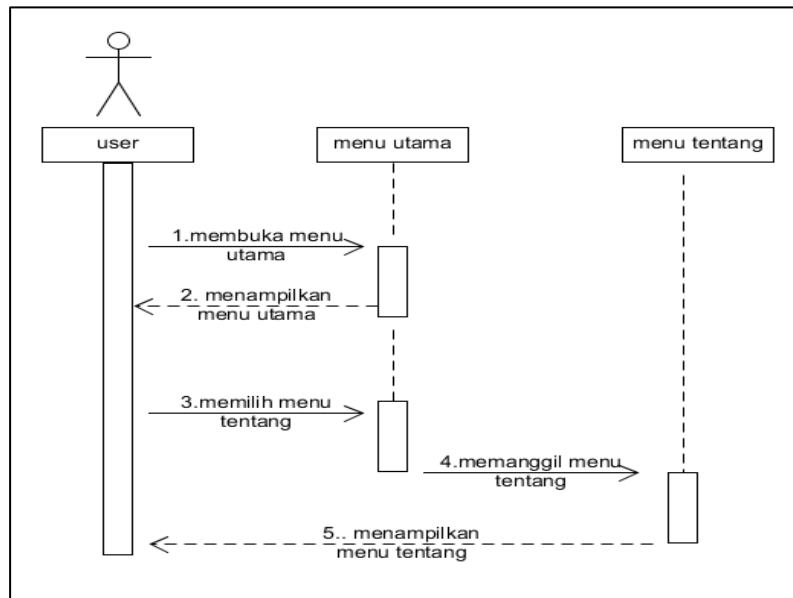 user
menu utama
menu tentang
1.membuka menu
utama
2. menampilkan
menu utama
3.memilih menu
tentang
4.memanggil menu
tentang
5.. menampilkan
menu tentang